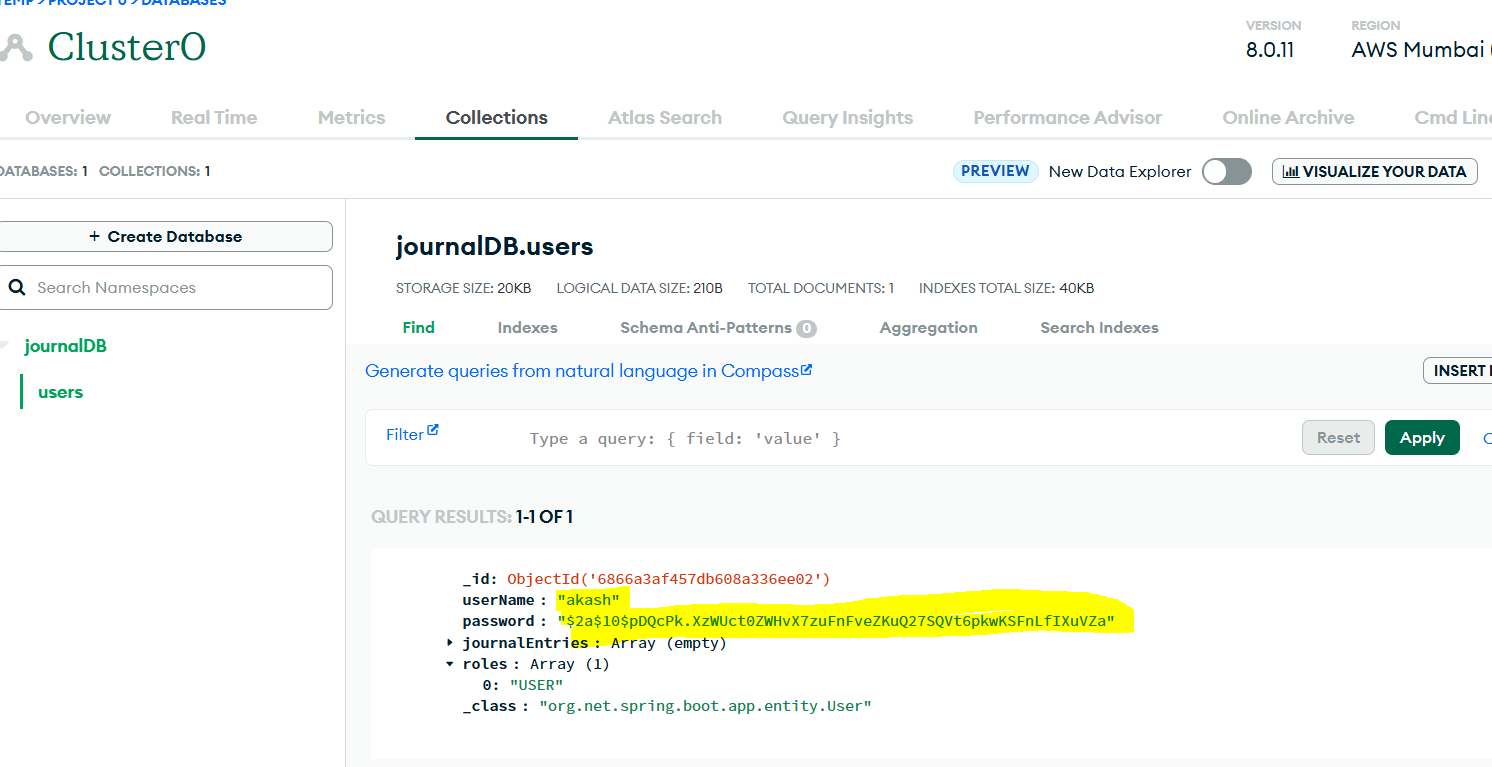 TEMP > PROJECT 0 > DATABASES
Cluster0
VERSION
8.0.11
REGION
AWS Mumbai
Overview Real Time Metrics Collections Atlas Search Query Insights Performance Advisor Online Archive Cmd Line
DATABASES: 1 COLLECTIONS: 1
PREVIEW New Data Explorer VISUALIZE YOUR DATA
+ Create Database
Search Namespaces
journalDB
users
journalDB.users
STORAGE SIZE: 20KB LOGICAL DATA SIZE: 210B TOTAL DOCUMENTS: 1 INDEXES TOTAL SIZE: 40KB
Find Indexes Schema Anti-Patterns 0 Aggregation Search Indexes
Generate queries from natural language in Compass
INSERT
Filter Type a query: { field: 'value' } Reset Apply
QUERY RESULTS: 1-1 OF 1
_id: ObjectId('6866a3af457db608a336ee02')
userName : "akash"
password : "$2a$10$pDQcPk.XzWUct0ZWHvX7zuFnFveZKuQ27SQVt6pkwKSFnLfIXuVZa"
journalEntries : Array (empty)
roles : Array (1)
0: "USER"
_class : "org.net.spring.boot.app.entity.User"